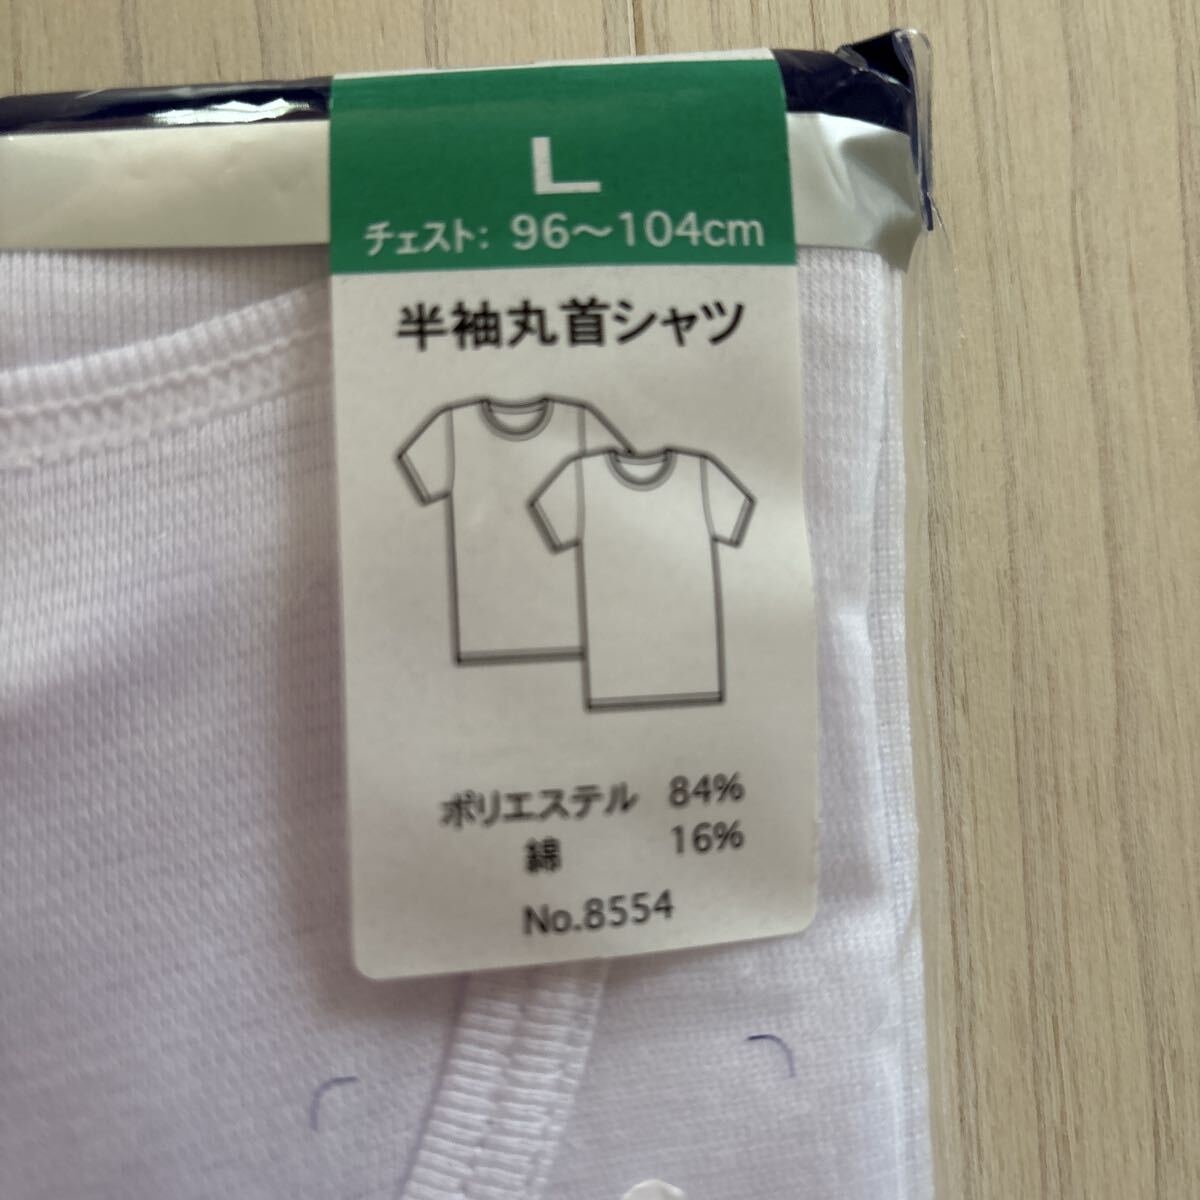 L
チェスト: 96〜104cm
半袖丸首シャツ
ポリエステル 84%
綿 16%
No.8554